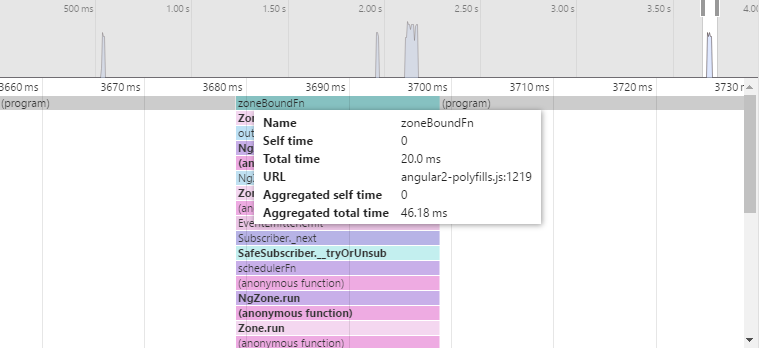 500 ms 1.00 s 1.50 s 2.00 s 2.50 s 3.00 s 3.50 s 4.00
3660 ms 3670 ms 3680 ms 3690 ms 3700 ms 3710 ms 3720 ms 3730 m
(program) zoneBoundFn (program)
Zon
Name zoneBoundFn
out
Self time 0
Ng
Total time 20.0 ms
(an
URL angular2-polyfills.js:1219
NgZ
Zon
Aggregated self time 0
(an
Aggregated total time 46.18 ms
EventEmitter.emit
Subscriber._next
SafeSubscriber.__tryOrUnsub
schedulerFn
(anonymous function)
NgZone.run
(anonymous function)
Zone.run
(anonymous function)